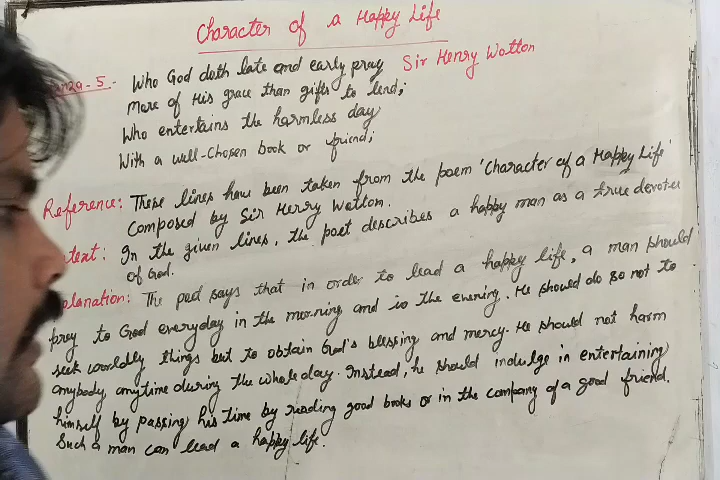 Character of a Happy Life
Sir Henry Wotton
nza-5- Who God doth late and early pray
More of His grace than gifts to lend;
Who entertains the harmless day
With a well-Chosen book or friend;
Reference: These lines have been taken from the poem 'Character of a Happy Life'
composed by Sir Henry Wotton.
text: In the given lines, the poet describes a happy man as a true devotee
of God.
planation: The poet says that in order to lead a happy life, a man should
pray to God everyday in the morning and in the evening. He should do so not to
seek worldly things but to obtain God's blessing and mercy. He should not harm
anybody anytime during the whole day. Instead, he should indulge in entertaining
himself by passing his time by reading good books or in the company of a good friend.
Such a man can lead a happy life.